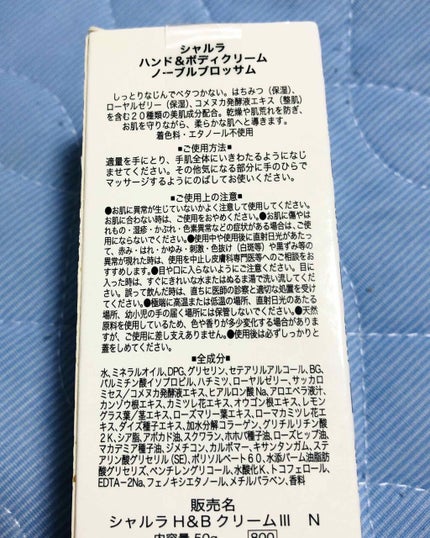 シャルラ
ハンド＆ボディクリーム
ノーブルブロッサム
しっとりなじんでベタつかない。はちみつ（保湿）、
ローヤルゼリー（保湿）、コメヌカ発酵液エキス（整肌）
を含む２０種類の美肌成分配合。乾燥や肌荒れを防ぎ、
お肌を守りながら、柔らかな肌へと導きます。
着色料・エタノール不使用
■ご使用方法■
適量を手にとり、手肌全体にいきわたるようになじ
ませてください。その他気になる部分に手のひらで
マッサージするようにのばしてお使いください。
■ご使用上の注意■
●お肌に異常が生じていないかよく注意して使用してください。
お肌に合わない時は、ご使用をおやめください。●お肌に傷やは
れもの・湿疹・かぶれ・色素異常などの症状がある場合は、ご使
用にならないでください。●使用中や使用後に直射日光があたっ
て、赤み・はれ・かゆみ・刺激・色抜け（白斑等）や黒ずみ等の
異常が現れた時は、使用を中止し皮膚科専門医等へのご相談をお
すすめします。●目や口に入らないようにご注意ください。目に
入った時は、すぐにきれいな水またはぬるま湯で洗い流してくだ
さい。誤って飲んだ時は、直ちに医師の診察と適切な処置を受け
てください。●極端に高温または低温の場所、直射日光のあたる
場所、幼小児の手の届く場所には保管しないでください。●天然
原料を使用しているため、色や香りが多少変化する場合がありま
すが、ご使用に差し支えありません。●使用後は必ずしっかりと
蓋をしめてください。
■全成分■
水、ミネラルオイル、DPG、グリセリン、セテアリルアルコール、BG、
パルミチン酸イソプロピル、ハチミツ、ローヤルゼリー、サッカロ
ミセス／コメヌカ発酵液エキス、ヒアルロン酸Na、アロエベラ液汁、
カンゾウ根エキス、カミツレ花エキス、オウゴン根エキス、レモン
グラス葉／茎エキス、ローズマリー葉エキス、ローマカミツレ花エ
キス、ダイズ種子エキス、加水分解コラーゲン、グリチルリチン酸
２Ｋ、シア脂、アボカド油、スクワラン、ホホバ種子油、ローズヒップ油、
マカデミア種子油、ジメチコン、カルボマー、キサンタンガム、ステ
アリン酸グリセリル（SE）、ポリソルベート６０、水添パーム油脂肪
酸グリセリズ、ペンチレングリコール、水酸化Ｋ、トコフェロール、
EDTA−2Na、フェノキシエタノール、メチルパラベン、香料
販売名
シャルラＨ＆ＢクリームⅢ　Ｎ
内容量 50g 800